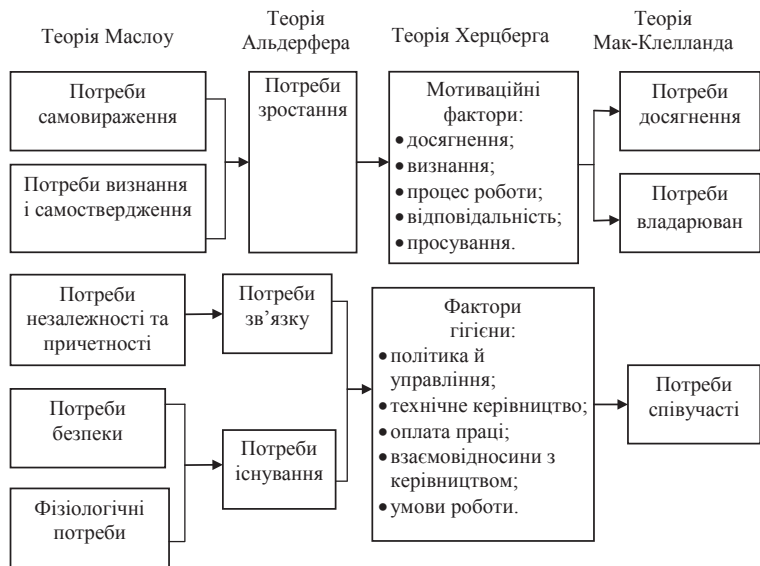 Теорія Маслоу
Теорія
Альдерфера
Теорія Херцберга
Теорія
Мак-Клелланда
Потреби
самовираження
Потреби визнання
і самоствердження
Потреби
зростання
Мотиваційні
фактори:
• досягнення;
• визнання;
• процес роботи;
• відповідальність;
• просування.
Потреби
досягнення
Потреби
владарюван
Потреби
незалежності та
причетності
Потреби
зв’язку
Потреби
безпеки
Фізіологічні
потреби
Потреби
існування
Фактори
гігієни:
• політика й
управління;
• технічне керівництво;
• оплата праці;
• взаємовідносини з
керівництвом;
• умови роботи.
Потреби
співучасті